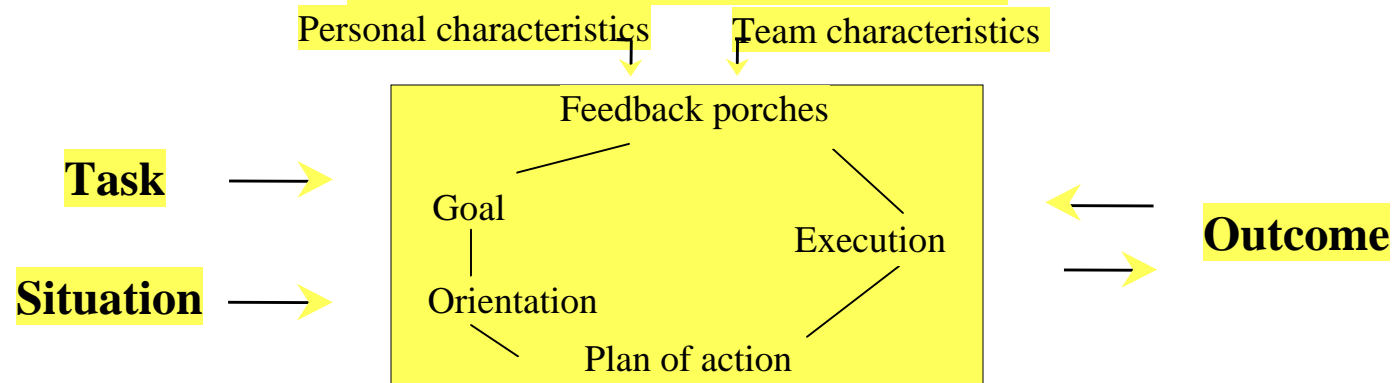 Personal characteristics Team characteristics
Feedback porches
Task
Goal
Execution
Outcome
Situation
Orientation
Plan of action